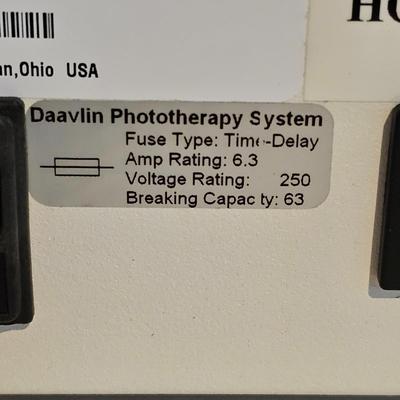 HO
an,Ohio USA
Daavlin Phototherapy System
Fuse Type: Time-Delay
Amp Rating: 6.3
Voltage Rating: 250
Breaking Capacity: 63